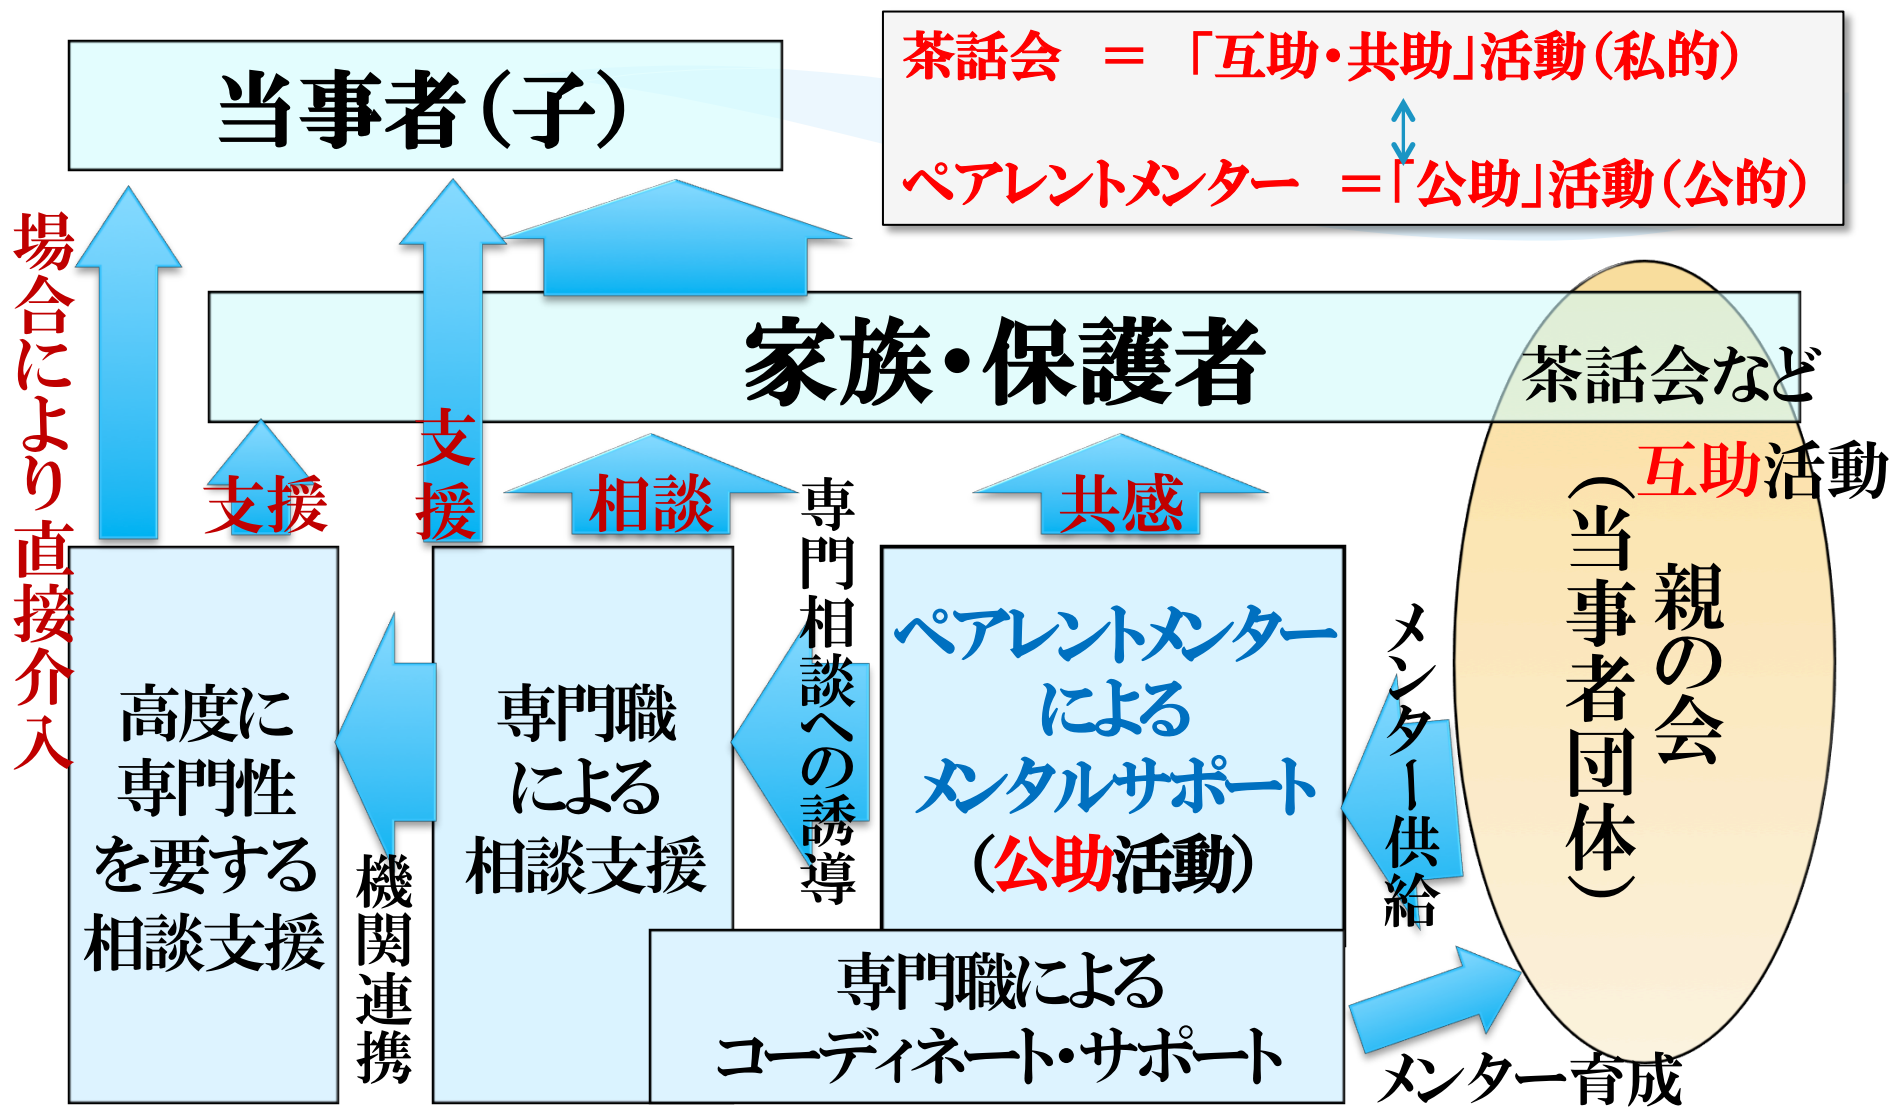 茶話会　＝　「互助・共助」活動（私的）
ペアレントメンター　＝「公助」活動（公的）
当事者（子）
家族・保護者
茶話会など
互助活動
親の会
（当事者団体）
場合により直接介入
支援
支援
相談
共感
専門相談への誘導
メンター供給
機関連携
高度に
専門性
を要する
相談支援
専門職
による
相談支援
ペアレントメンター
による
メンタルサポート
（公助活動）
専門職による
コーディネート・サポート
メンター育成